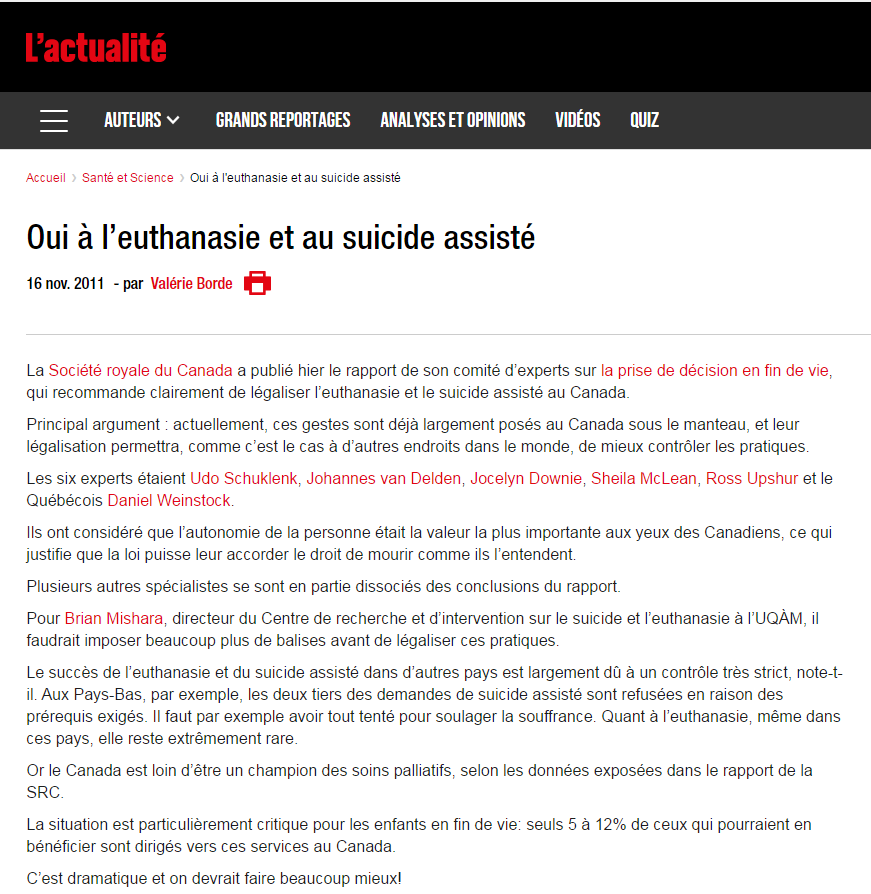 L'actualité
AUTEURS GRANDS REPORTAGES ANALYSES ET OPINIONS VIDÉOS QUIZ
Accueil > Santé et Science > Oui à l'euthanasie et au suicide assisté
Oui à l’euthanasie et au suicide assisté
16 nov. 2011 - par Valérie Borde
La Société royale du Canada a publié hier le rapport de son comité d’experts sur la prise de décision en fin de vie,
qui recommande clairement de légaliser l’euthanasie et le suicide assisté au Canada.
Principal argument : actuellement, ces gestes sont déjà largement posés au Canada sous le manteau, et leur
légalisation permettra, comme c’est le cas à d’autres endroits dans le monde, de mieux contrôler les pratiques.
Les six experts étaient Udo Schuklenk, Johannes van Delden, Jocelyn Downie, Sheila McLean, Ross Upshur et le
Québécois Daniel Weinstock.
Ils ont considéré que l’autonomie de la personne était la valeur la plus importante aux yeux des Canadiens, ce qui
justifie que la loi puisse leur accorder le droit de mourir comme ils l’entendent.
Plusieurs autres spécialistes se sont en partie dissociés des conclusions du rapport.
Pour Brian Mishara, directeur du Centre de recherche et d’intervention sur le suicide et l’euthanasie à l’UQÀM, il
faudrait imposer beaucoup plus de balises avant de légaliser ces pratiques.
Le succès de l’euthanasie et du suicide assisté dans d’autres pays est largement dû à un contrôle très strict, note-t-
il. Aux Pays-Bas, par exemple, les deux tiers des demandes de suicide assisté sont refusées en raison des
prérequis exigés. Il faut par exemple avoir tout tenté pour soulager la souffrance. Quant à l’euthanasie, même dans
ces pays, elle reste extrêmement rare.
Or le Canada est loin d’être un champion des soins palliatifs, selon les données exposées dans le rapport de la
SRC.
La situation est particulièrement critique pour les enfants en fin de vie: seuls 5 à 12% de ceux qui pourraient en
bénéficier sont dirigés vers ces services au Canada.
C’est dramatique et on devrait faire beaucoup mieux!